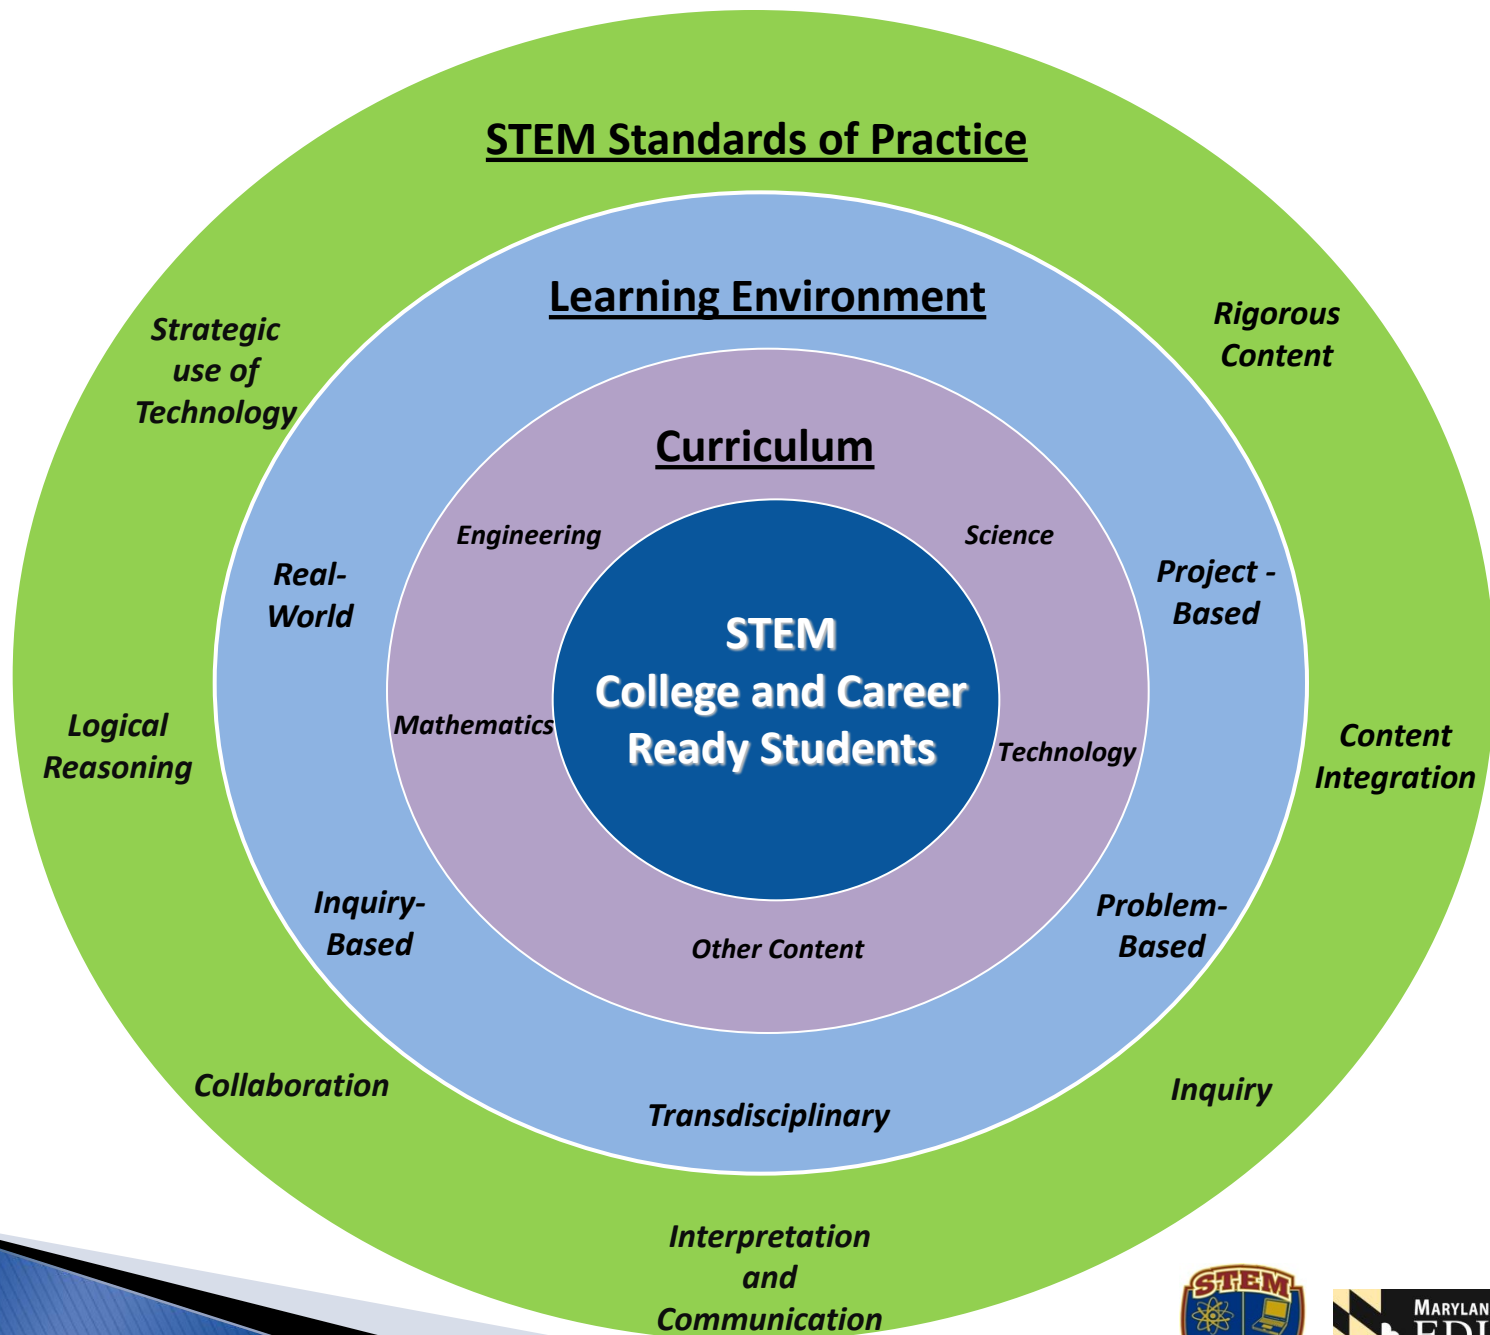 STEM Standards of Practice
Learning Environment
Rigorous
Content
Strategic
use of
Technology
Curriculum
Engineering
Science
Real-
World
Project -
Based
STEM
College and Career
Ready Students
Mathematics
Technology
Logical
Reasoning
Content
Integration
Inquiry-
Based
Problem-
Based
Other Content
Collaboration
Inquiry
Transdisciplinary
Interpretation
and
Communication
STEM